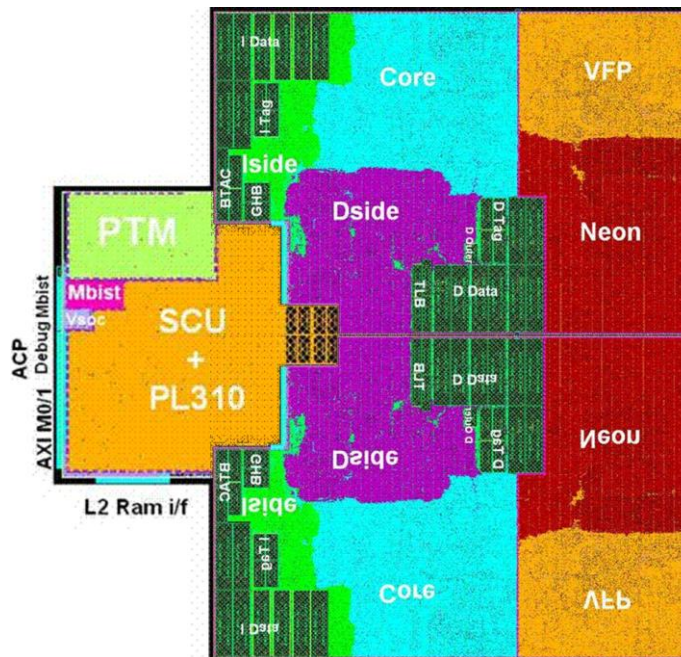 I Data
Core
VFP
I Tag
Iside
BTAC
GHB
Dside
D Tag
PTM
Neon
D Outer
Mbist
Vsoc
TLB
D Data
SCU
+
PL310
ACP
Debug Mbist
AXI M0/1
TLB
D Data
D Outer
D Tag
Neon
Dside
BTAC
GHB
Iside
L2 Ram i/f
I Tag
Core
VFP
I Data